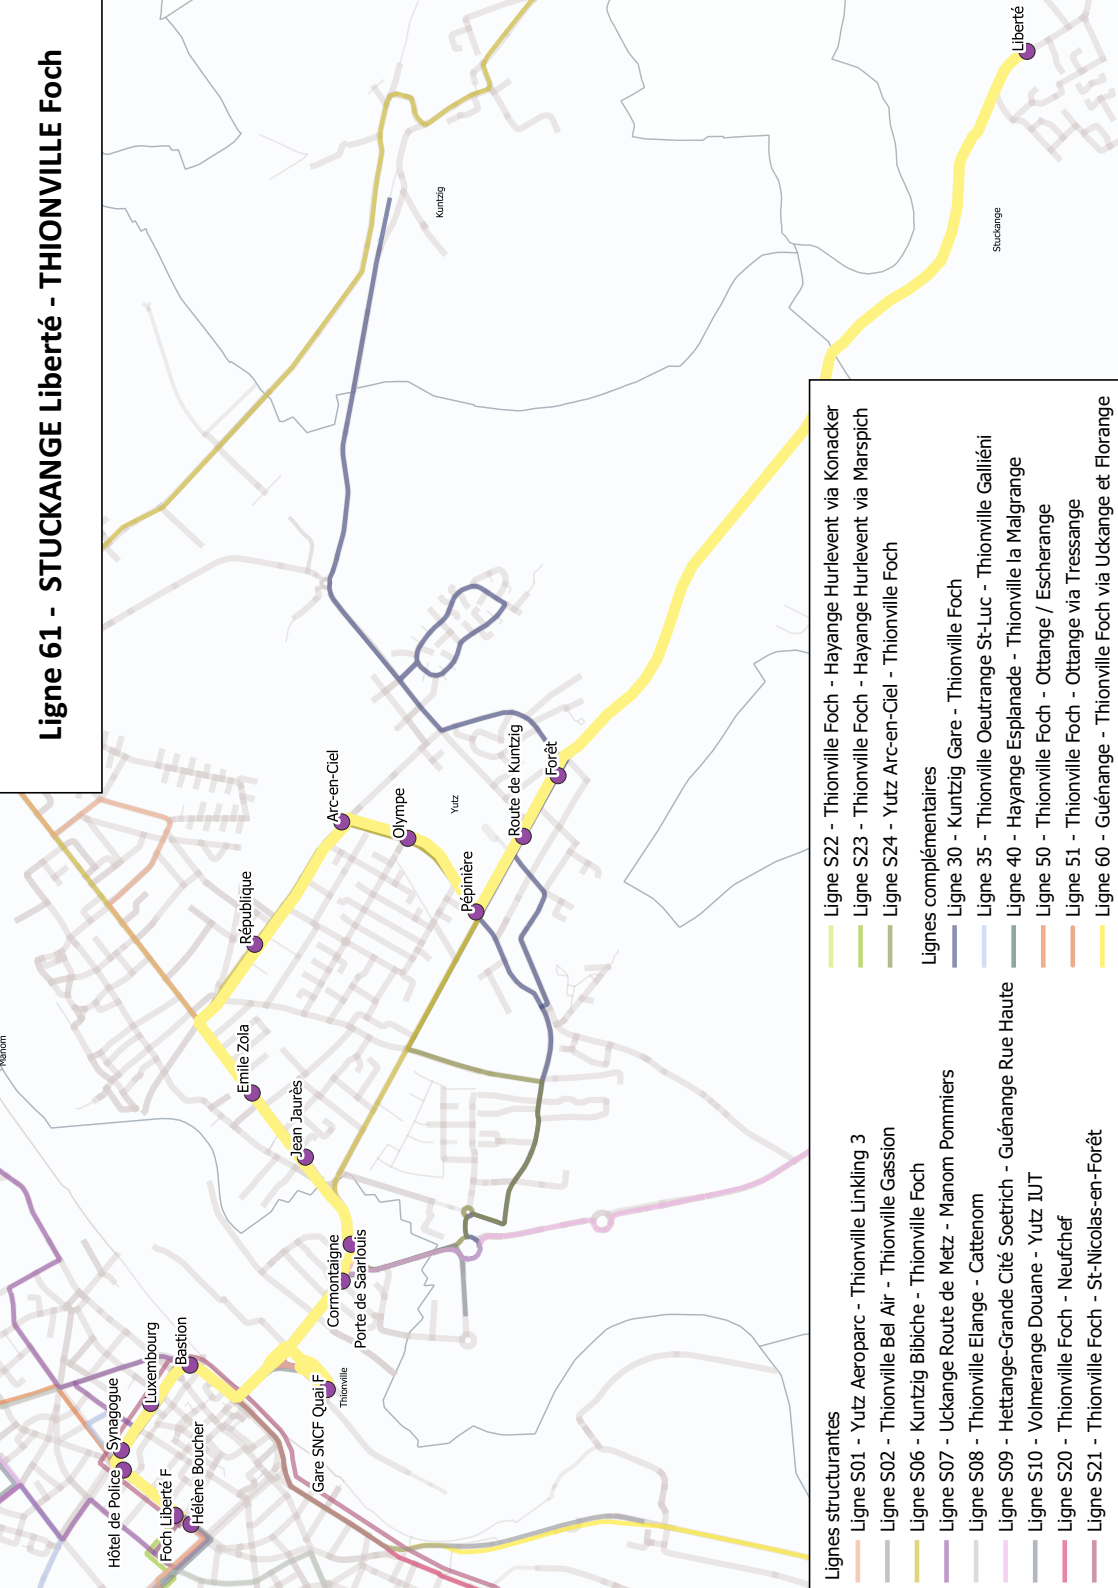 Ligne 61 - STUCKANGE Liberté - THIONVILLE Foch
Liberté
Kuntzig
Stuckange
Arc-en-Ciel
Olympe
Yutz
Route de Kuntzig
Forêt
Pépinière
République
Manom
Emile Zola
Jean Jaurès
Cormontaigne
Porte de Saarlouis
Luxembourg
Bastion
Thionville
Gare SNCF Quai F
Synagogue
Hôtel de Police
Hélène Boucher
Foch Liberté F
Lignes structurantes
Ligne S01 - Yutz Aeroparc - Thionville Linkling 3
Ligne S02 - Thionville Bel Air - Thionville Gassion
Ligne S06 - Kuntzig Bibiche - Thionville Foch
Ligne S07 - Uckange Route de Metz - Manom Pommiers
Ligne S08 - Thionville Elange - Cattenom
Ligne S09 - Hettange-Grande Cité Soetrich - Guénange Rue Haute
Ligne S10 - Volmerange Douane - Yutz IUT
Ligne S20 - Thionville Foch - Neufchef
Ligne S21 - Thionville Foch - St-Nicolas-en-Forêt
Ligne S22 - Thionville Foch - Hayange Hurlevent via Konacker
Ligne S23 - Thionville Foch - Hayange Hurlevent via Marspich
Ligne S24 - Yutz Arc-en-Ciel - Thionville Foch
Lignes complémentaires
Ligne 30 - Kuntzig Gare - Thionville Foch
Ligne 35 - Thionville Oeutrange St-Luc - Thionville Galliéni
Ligne 40 - Hayange Esplanade - Thionville la Malgrange
Ligne 50 - Thionville Foch - Ottange / Escherange
Ligne 51 - Thionville Foch - Ottange via Tressange
Ligne 60 - Guénange - Thionville Foch via Uckange et Florange